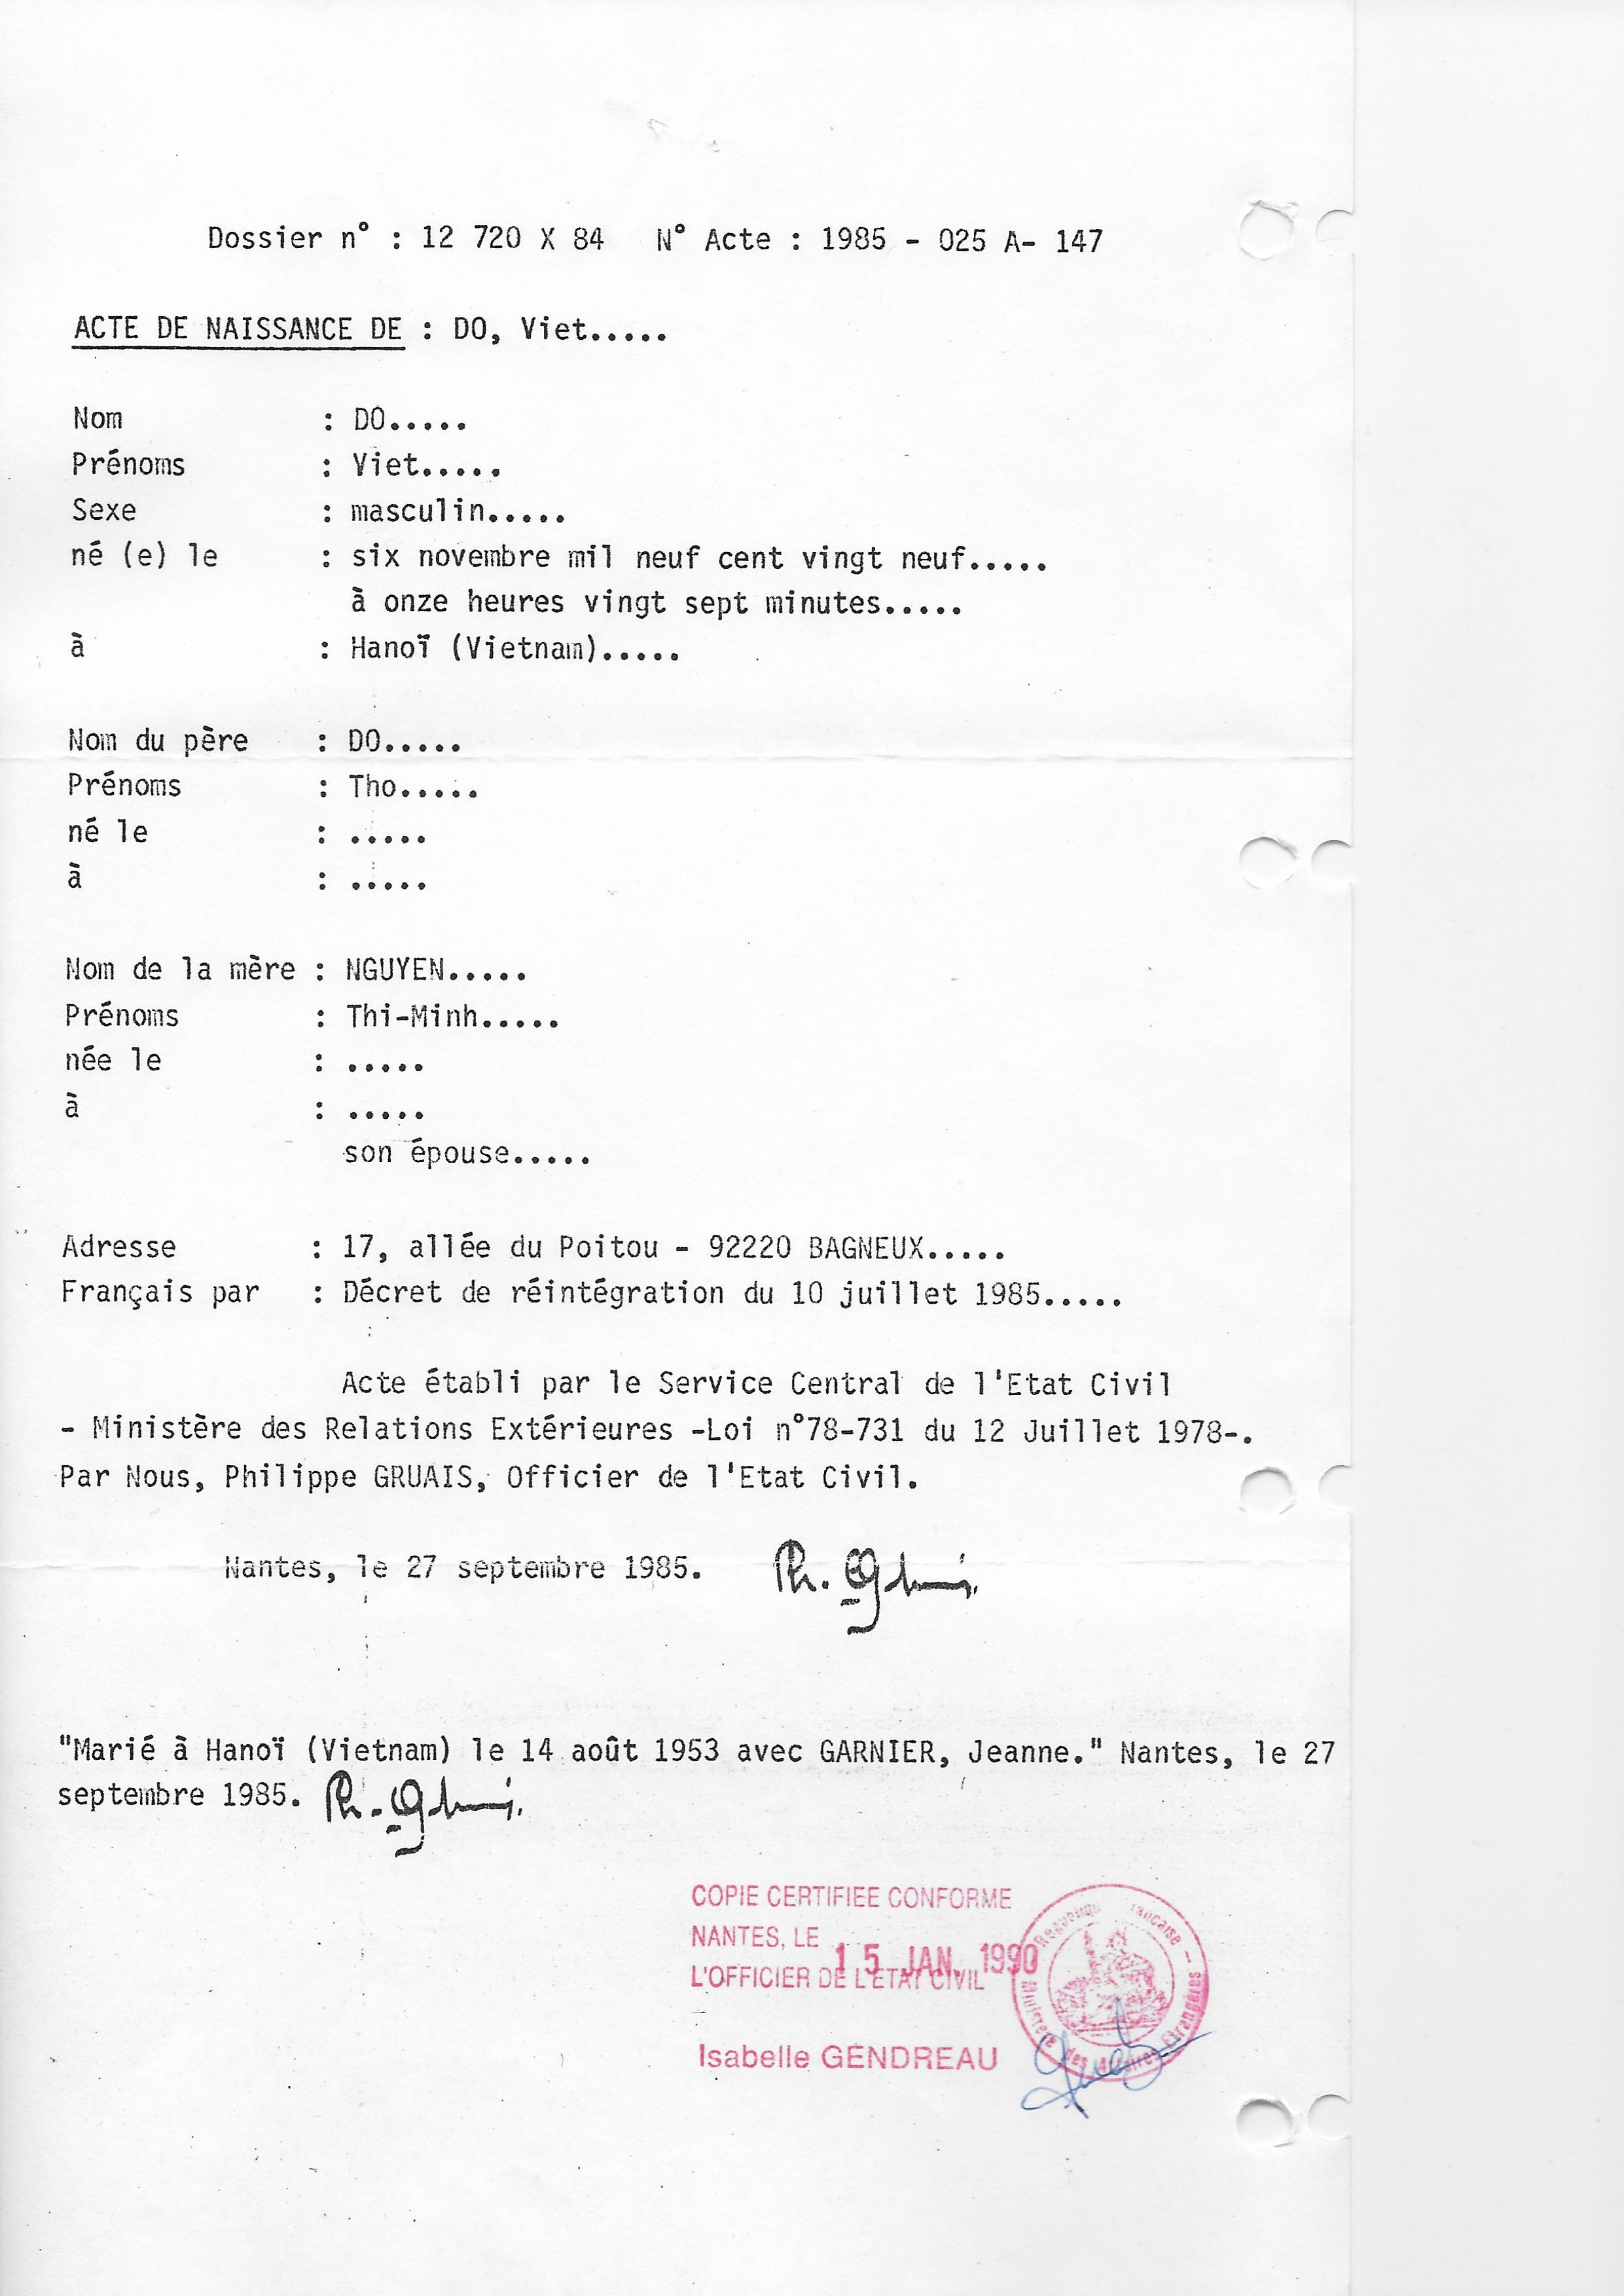 Dossier n° : 12 720 X 84 N° Acte : 1985 - 025 A- 147
ACTE DE NAISSANCE DE : DO, Viet.....
Nom : DO.....
Prénoms : Viet.....
Sexe : masculin.....
né (e) le : six novembre mil neuf cent vingt neuf.....
à onze heures vingt sept minutes.....
à : Hanoï (Vietnam).....
Nom du père : DO.....
Prénoms : Tho.....
né le : .....
à : .....
Nom de la mère : NGUYEN.....
Prénoms : Thi-Minh.....
née le : .....
à : .....
son épouse.....
Adresse : 17, allée du Poitou - 92220 BAGNEUX.....
Français par : Décret de réintégration du 10 juillet 1985.....
Acte établi par le Service Central de l'Etat Civil
- Ministère des Relations Extérieures -Loi n°78-731 du 12 Juillet 1978-.
Par Nous, Philippe GRUAIS, Officier de l'Etat Civil.
Nantes, le 27 septembre 1985.
"Marié à Hanoï (Vietnam) le 14 août 1953 avec GARNIER, Jeanne." Nantes, le 27
septembre 1985.
COPIE CERTIFIEE CONFORME
NANTES, LE
15 JAN. 1990
L'OFFICIER DE L'ETAT CIVIL
Isabelle GENDREAU
République Française
Ministère des Affaires Etrangères